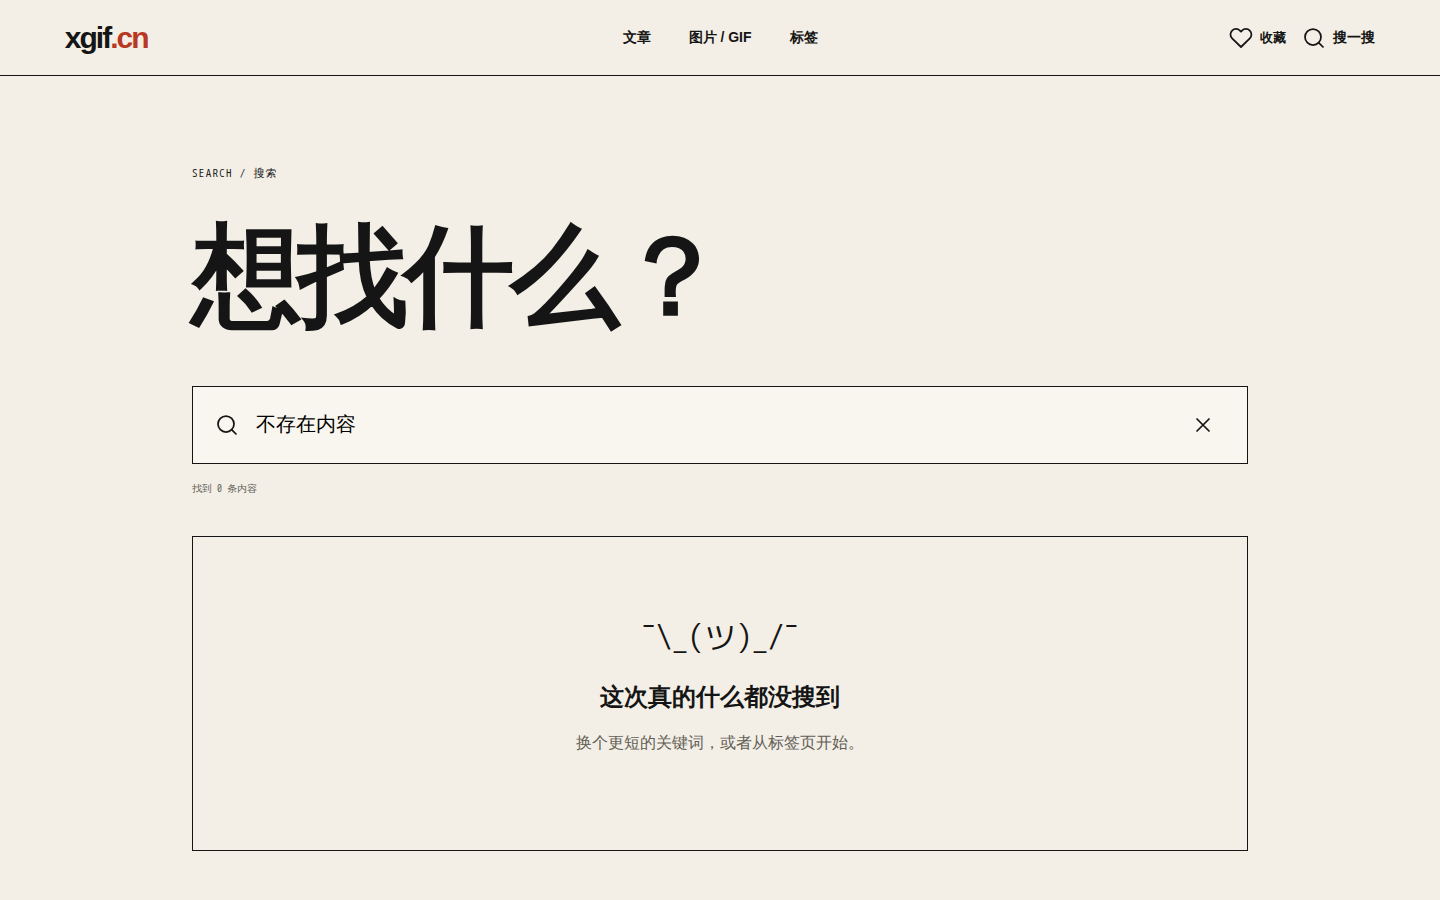 xgif.cn
文章
图片 / GIF
标签
收藏
搜一搜
SEARCH / 搜索
想找什么？
不存在内容
找到 0 条内容
¯\_(ツ)_/¯
这次真的什么都没搜到
换个更短的关键词，或者从标签页开始。